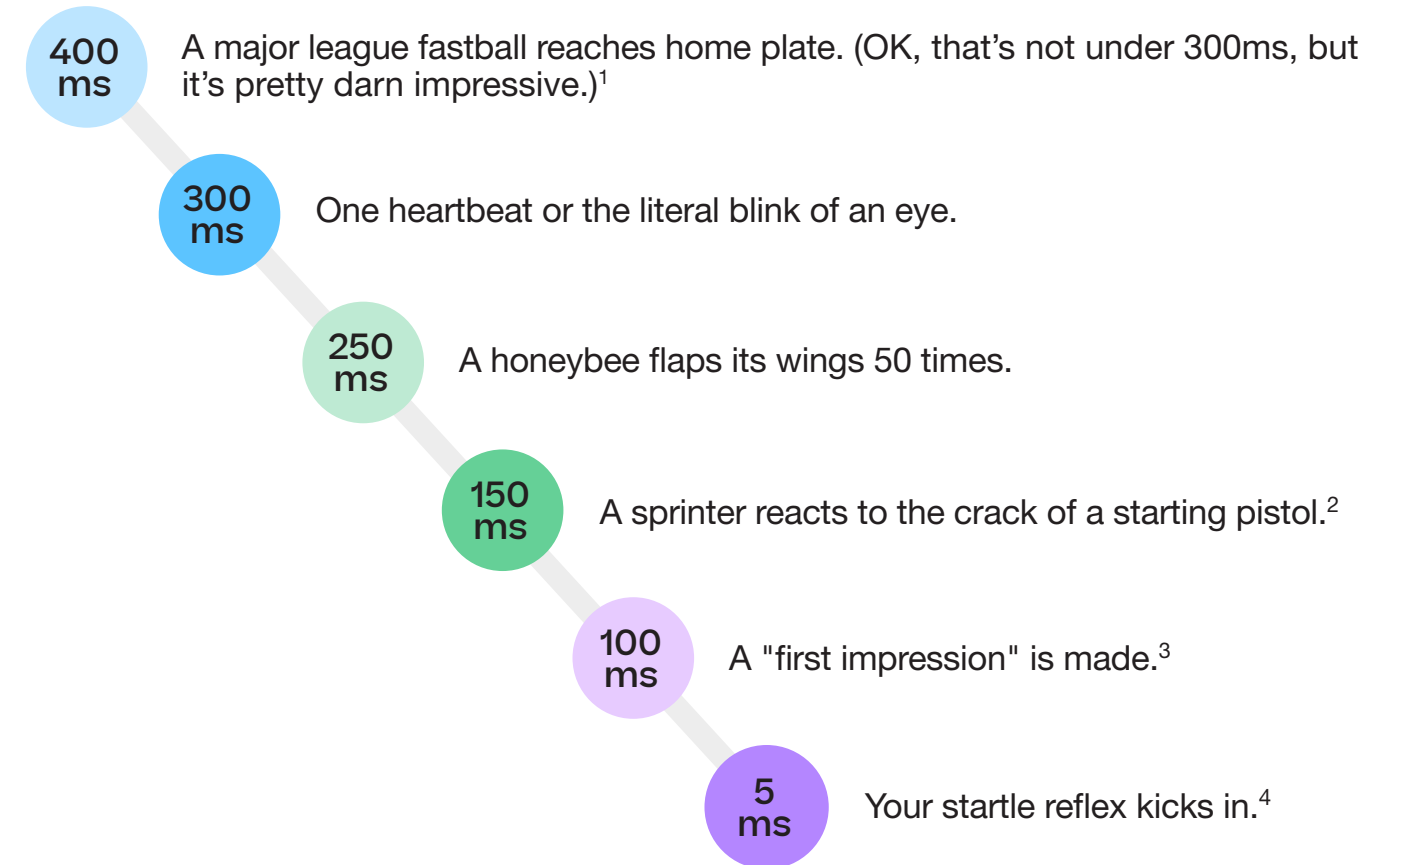 400
ms
A major league fastball reaches home plate. (OK, that’s not under 300ms, but
it’s pretty darn impressive.)¹
300
ms
One heartbeat or the literal blink of an eye.
250
ms
A honeybee flaps its wings 50 times.
150
ms
A sprinter reacts to the crack of a starting pistol.²
100
ms
A "first impression" is made.³
5
ms
Your startle reflex kicks in.⁴